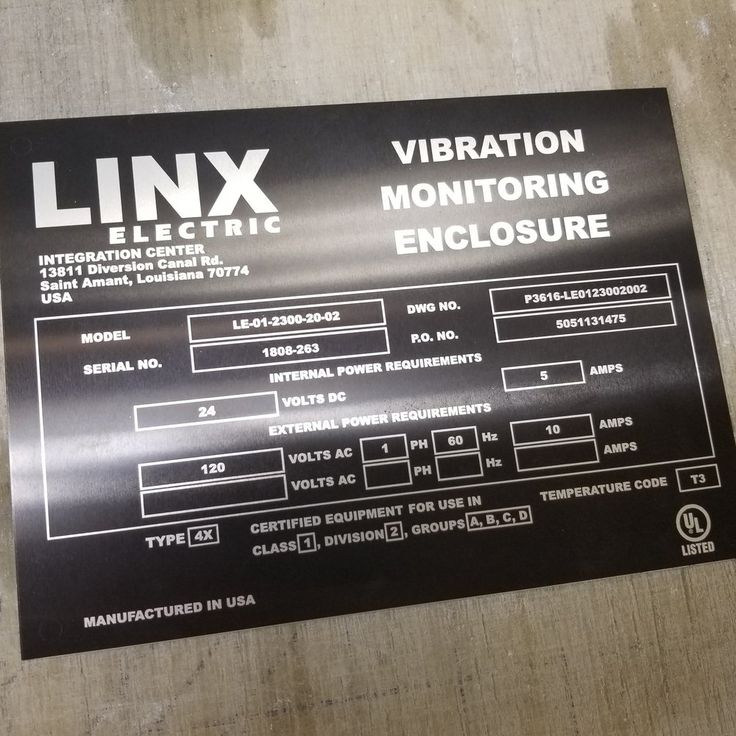 LINX
ELECTRIC
INTEGRATION CENTER
13811 Diversion Canal Rd.
Saint Amant, Louisiana 70774
USA
VIBRATION
MONITORING
ENCLOSURE
MODEL LE-01-2300-20-02 DWG NO. P3616-LE0123002002
SERIAL NO. 1808-263 P.O. NO. 5051131475
INTERNAL POWER REQUIREMENTS
24 VOLTS DC 5 AMPS
EXTERNAL POWER REQUIREMENTS
120 VOLTS AC 1 PH 60 Hz 10 AMPS
VOLTS AC PH Hz AMPS
TYPE 4X
CERTIFIED EQUIPMENT FOR USE IN
CLASS 1, DIVISION 2, GROUPS A, B, C, D
TEMPERATURE CODE T3
UL
LISTED
MANUFACTURED IN USA